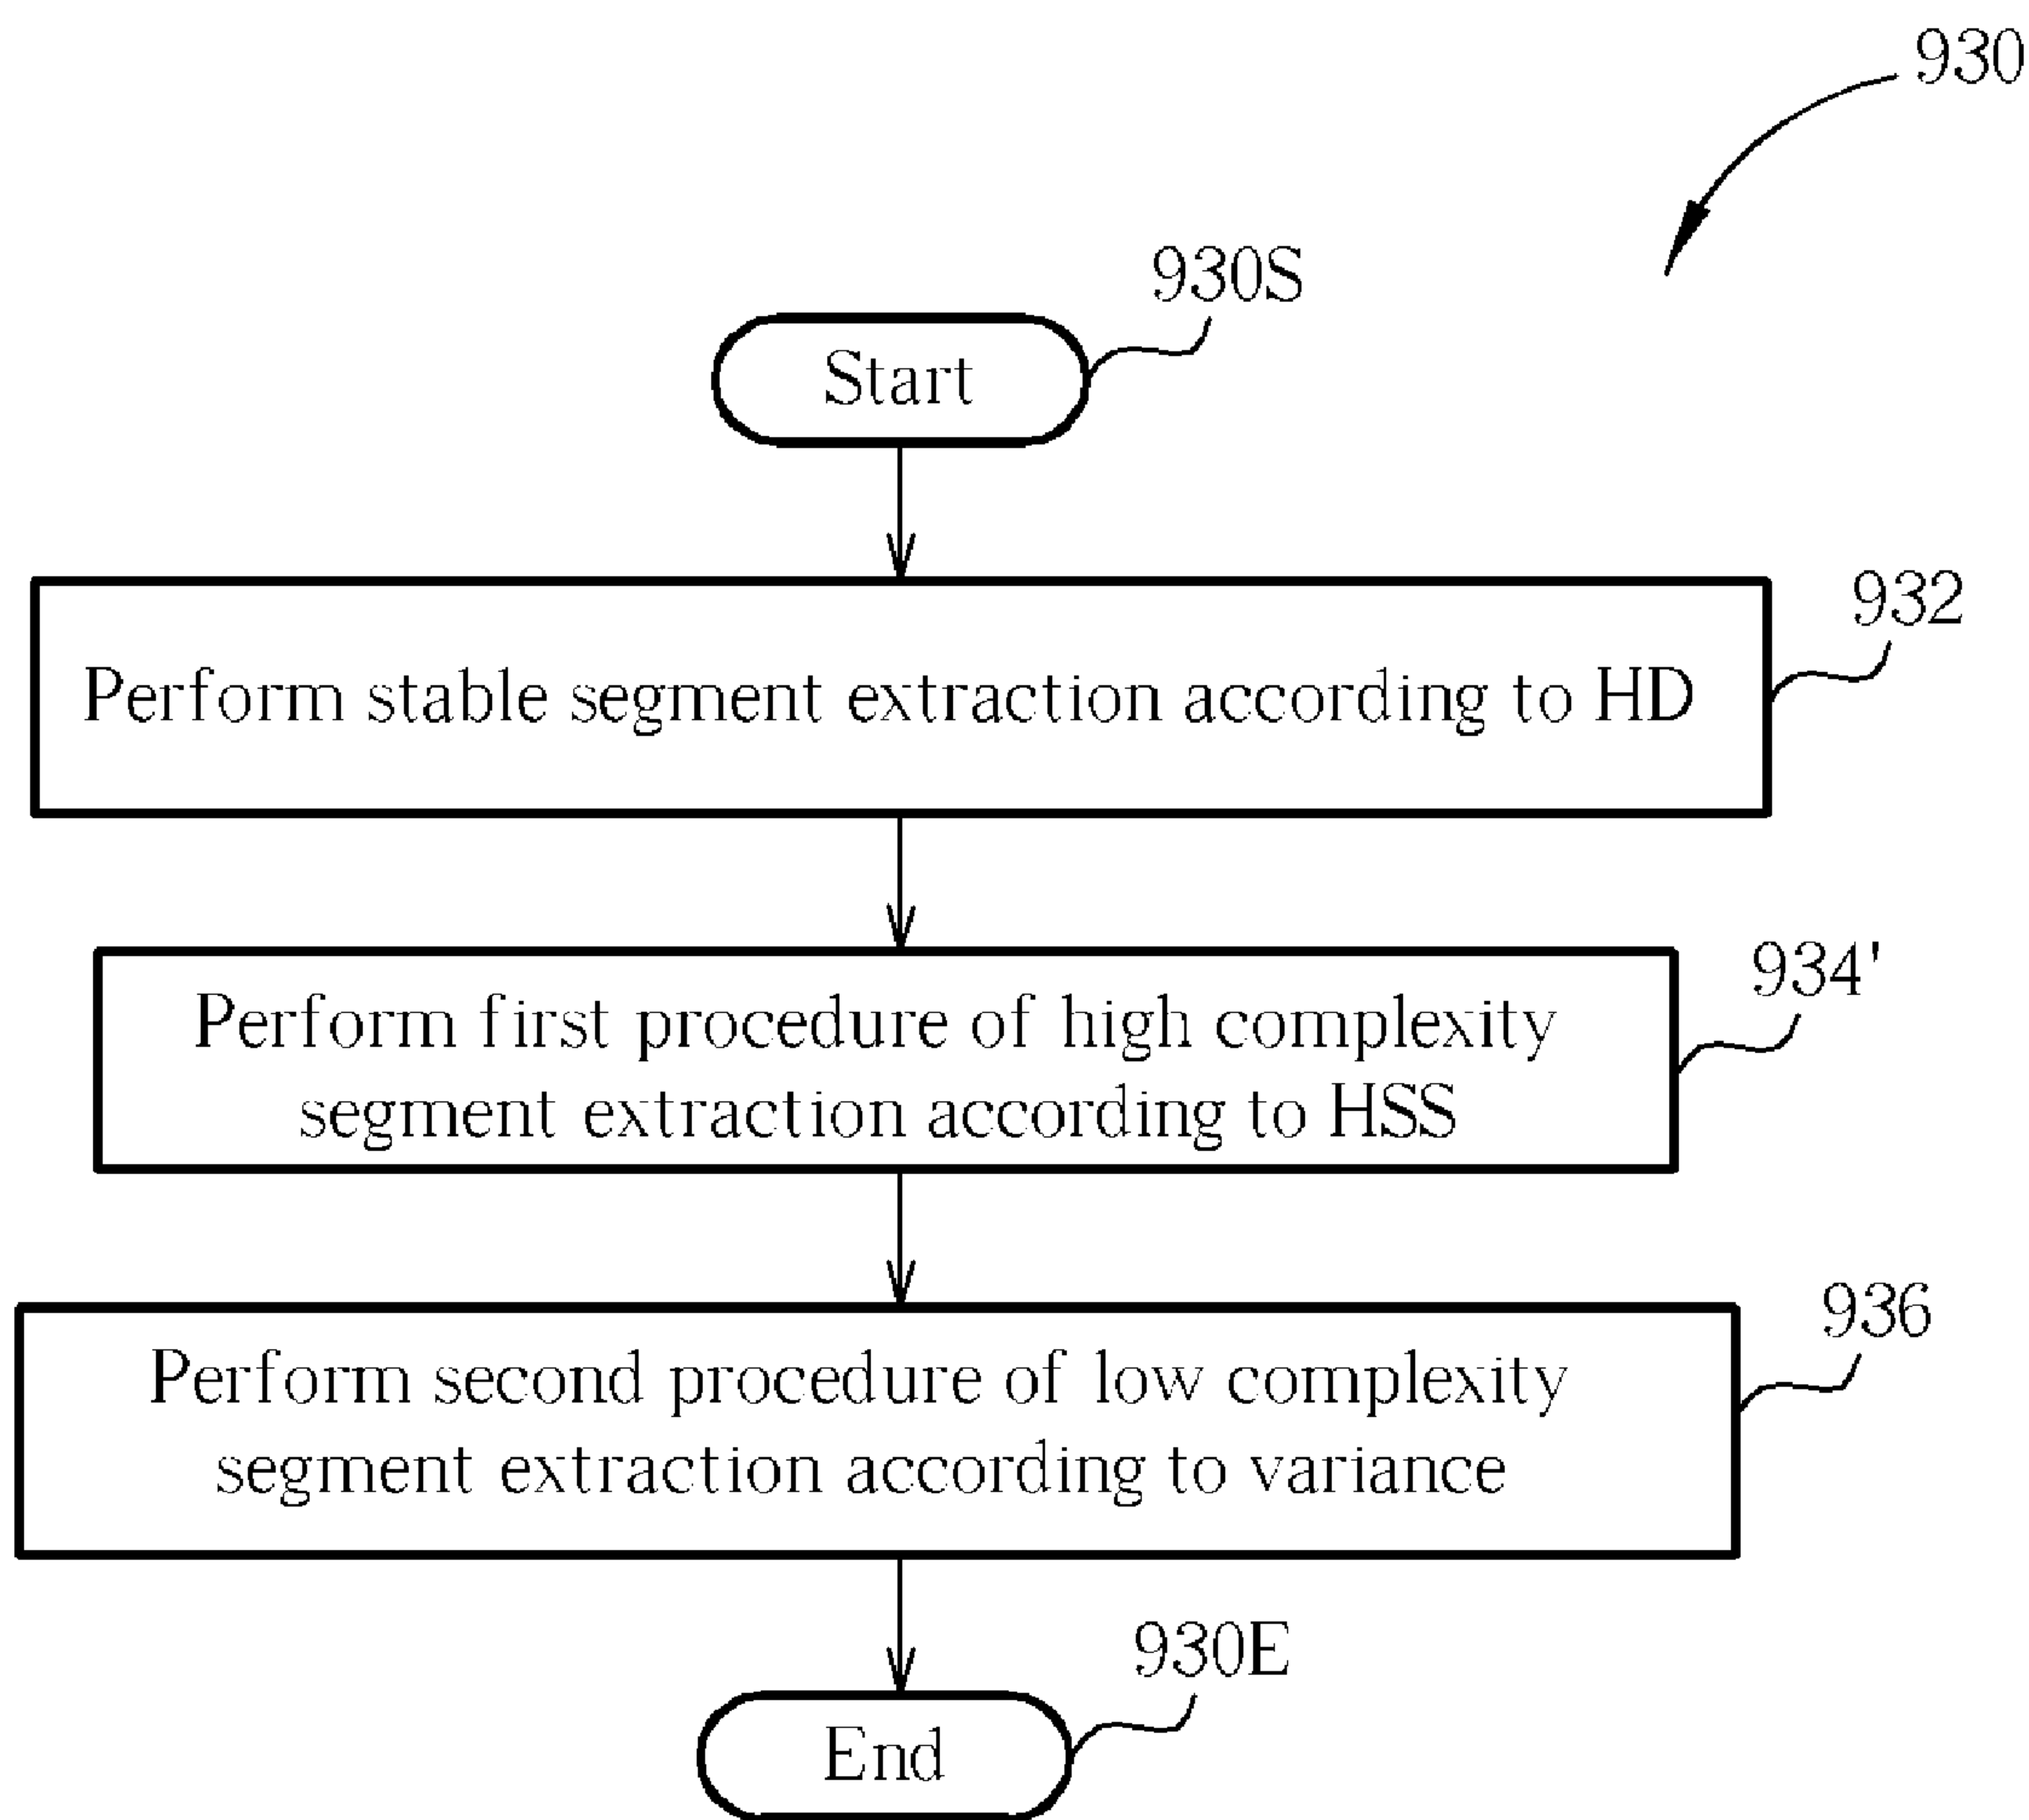 930
930S
Start
932
Perform stable segment extraction according to HD
934'
Perform first procedure of high complexity
segment extraction according to HSS
936
Perform second procedure of low complexity
segment extraction according to variance
930E
End